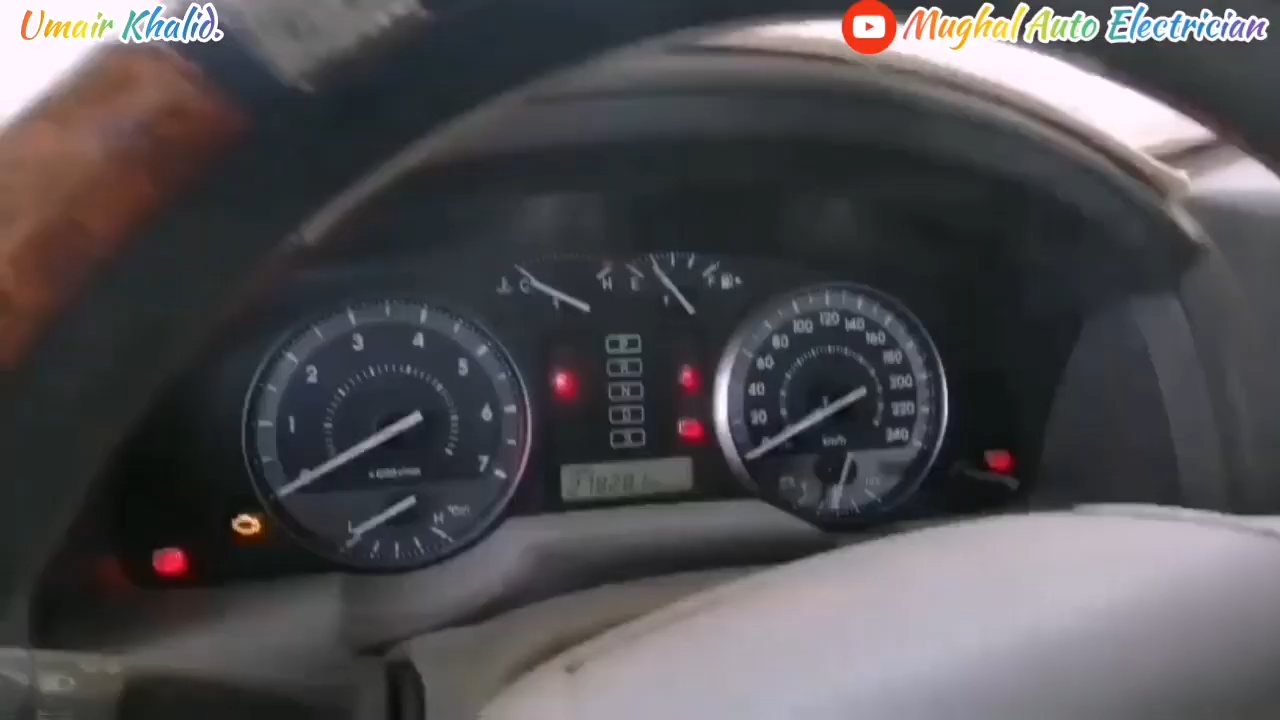 Umair Khalid.
Mughal Auto Electrician
C H E F
P
R
N
D
1 2 3 4 5 6 7
20 40 60 80 100 120 140 160 180 200 220 240
km/h
L H